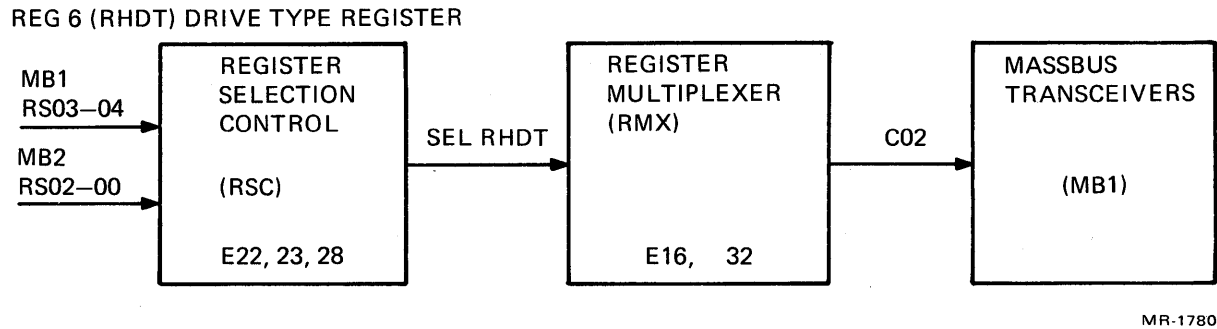 REG 6 (RHDT) DRIVE TYPE REGISTER
MB1
RS03—04
MB2
RS02—00
REGISTER
SELECTION
CONTROL
(RSC)
E22, 23, 28
SEL RHDT
REGISTER
MULTIPLEXER
(RMX)
E16, 32
C02
MASSBUS
TRANSCEIVERS
(MB1)
MR-1780